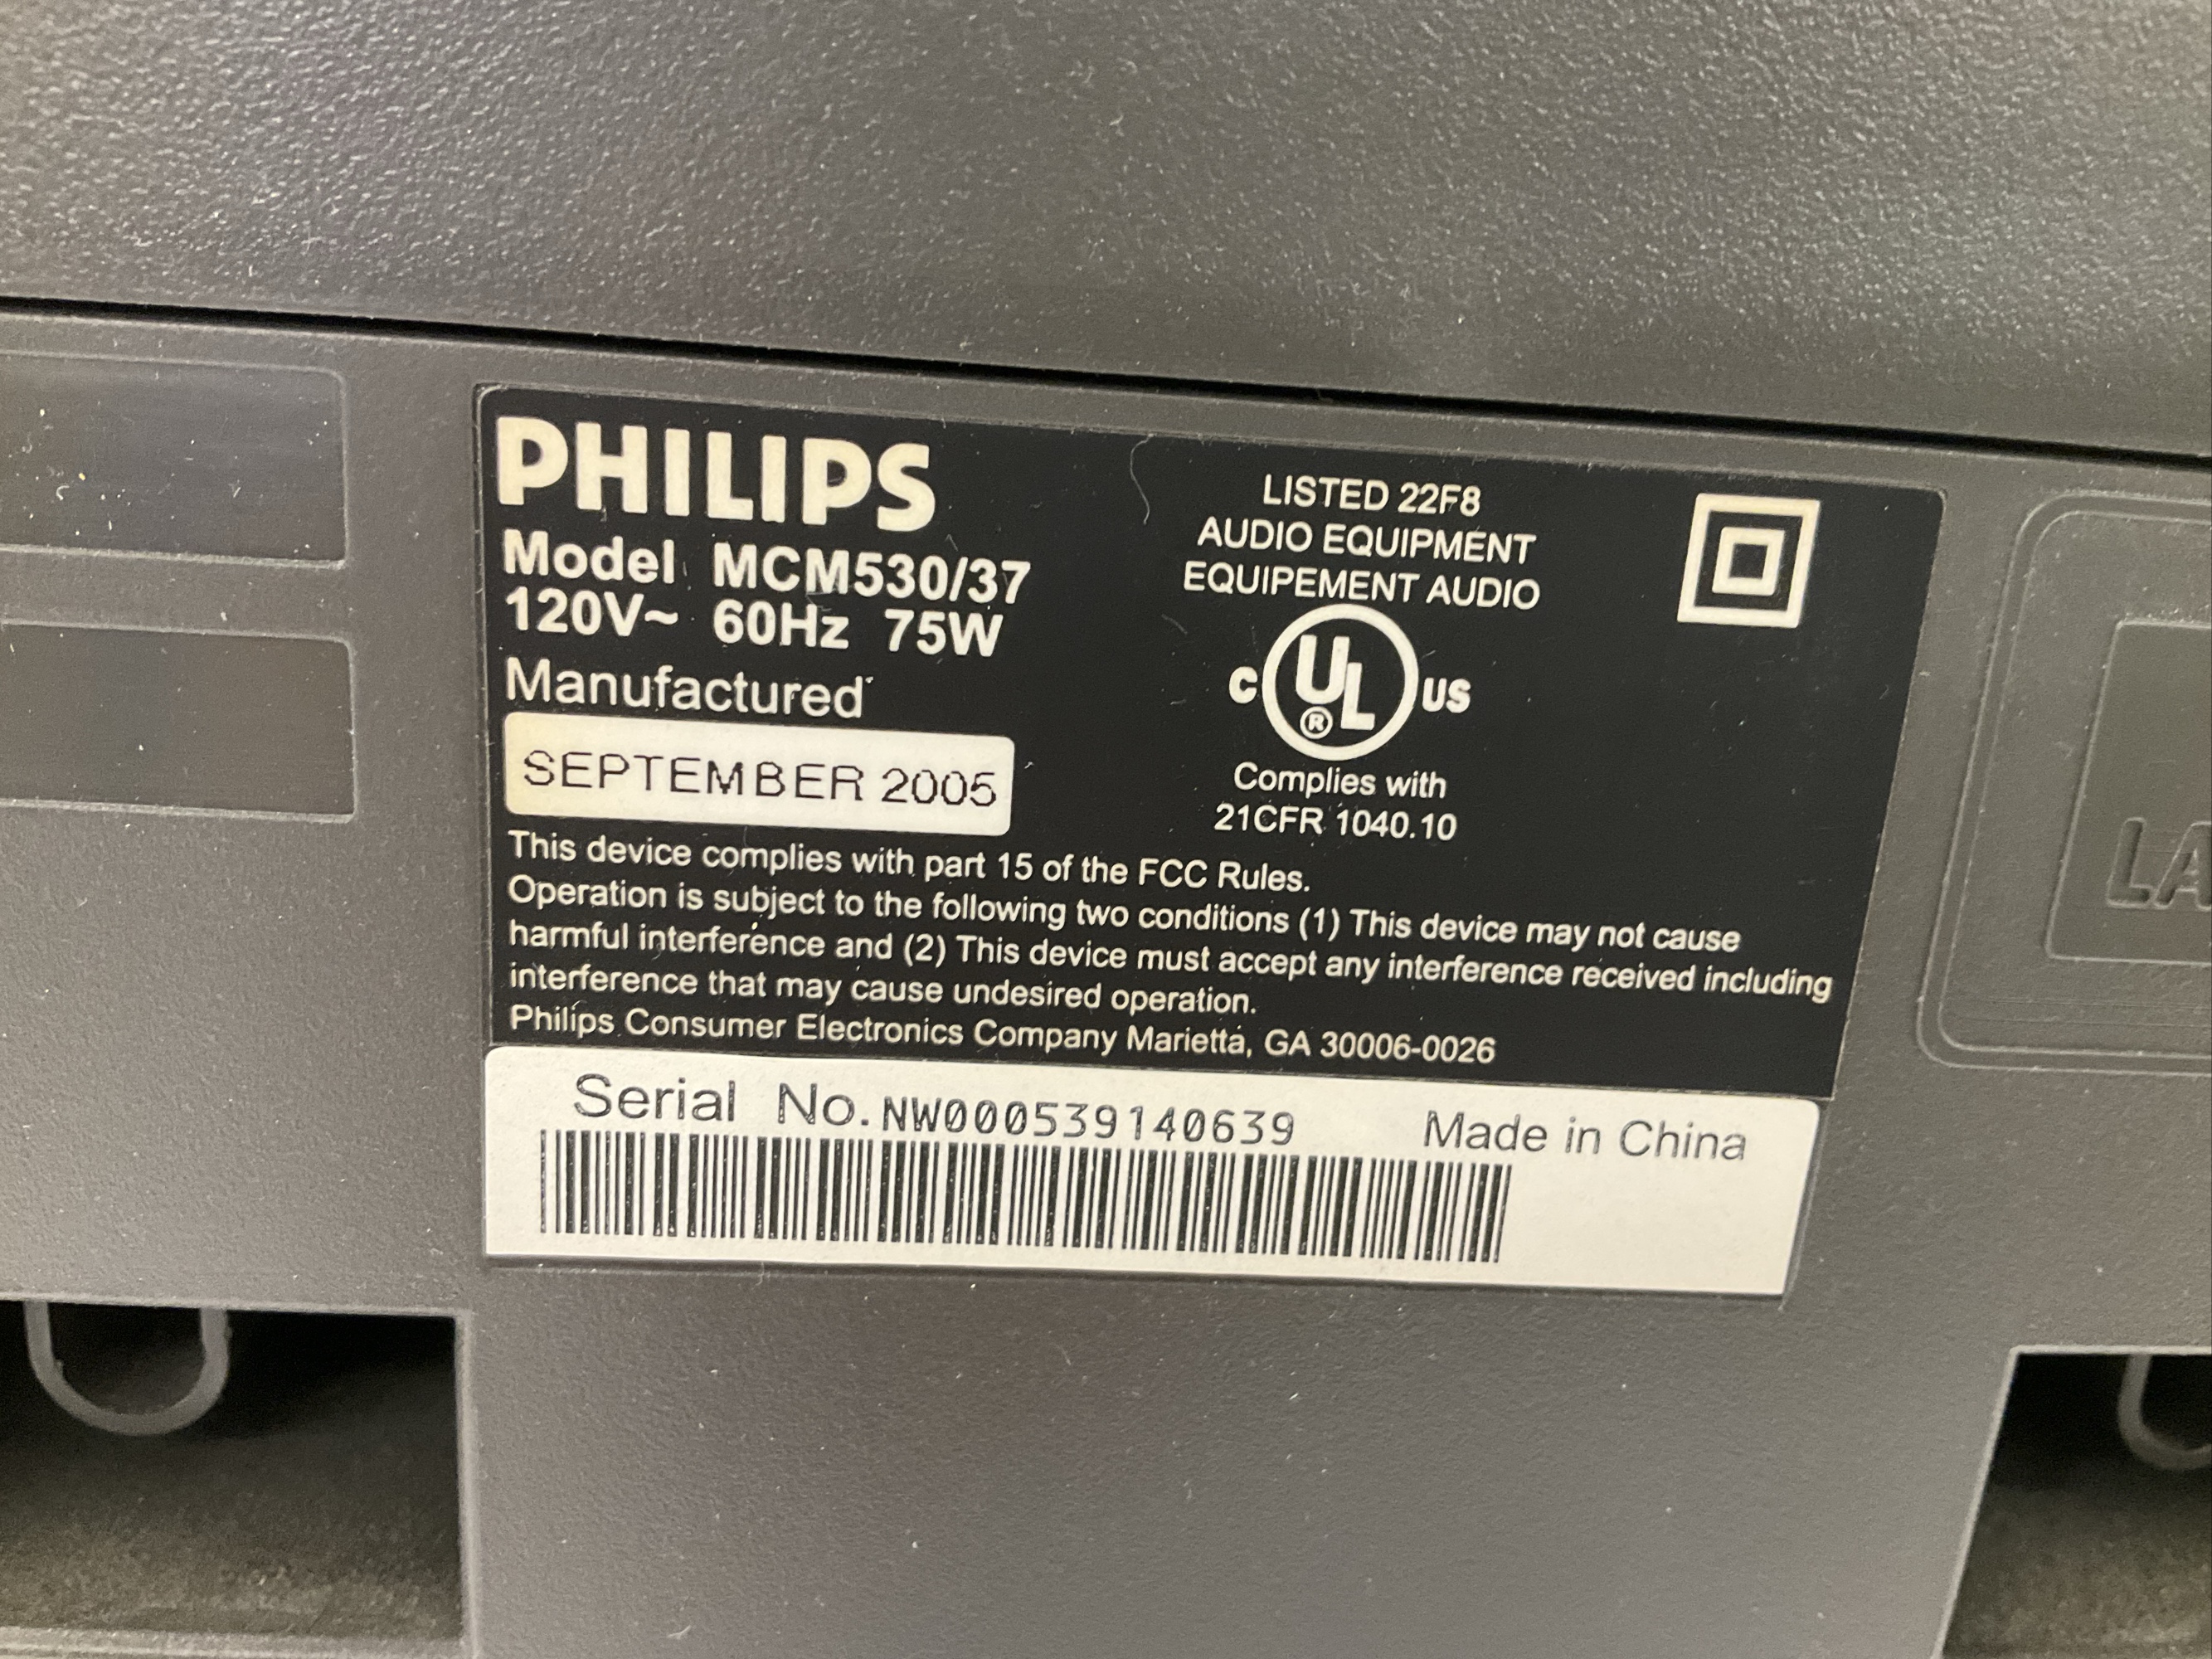 PHILIPS
Model MCM530/37
120V~ 60Hz 75W
Manufactured
SEPTEMBER 2005
LISTED 22F8
AUDIO EQUIPMENT
EQUIPEMENT AUDIO
C UL ® US
Complies with
21CFR 1040.10
This device complies with part 15 of the FCC Rules.
Operation is subject to the following two conditions (1) This device may not cause
harmful interference and (2) This device must accept any interference received including
interference that may cause undesired operation.
Philips Consumer Electronics Company Marietta, GA 30006-0026
Serial No. NW000539140639 Made in China